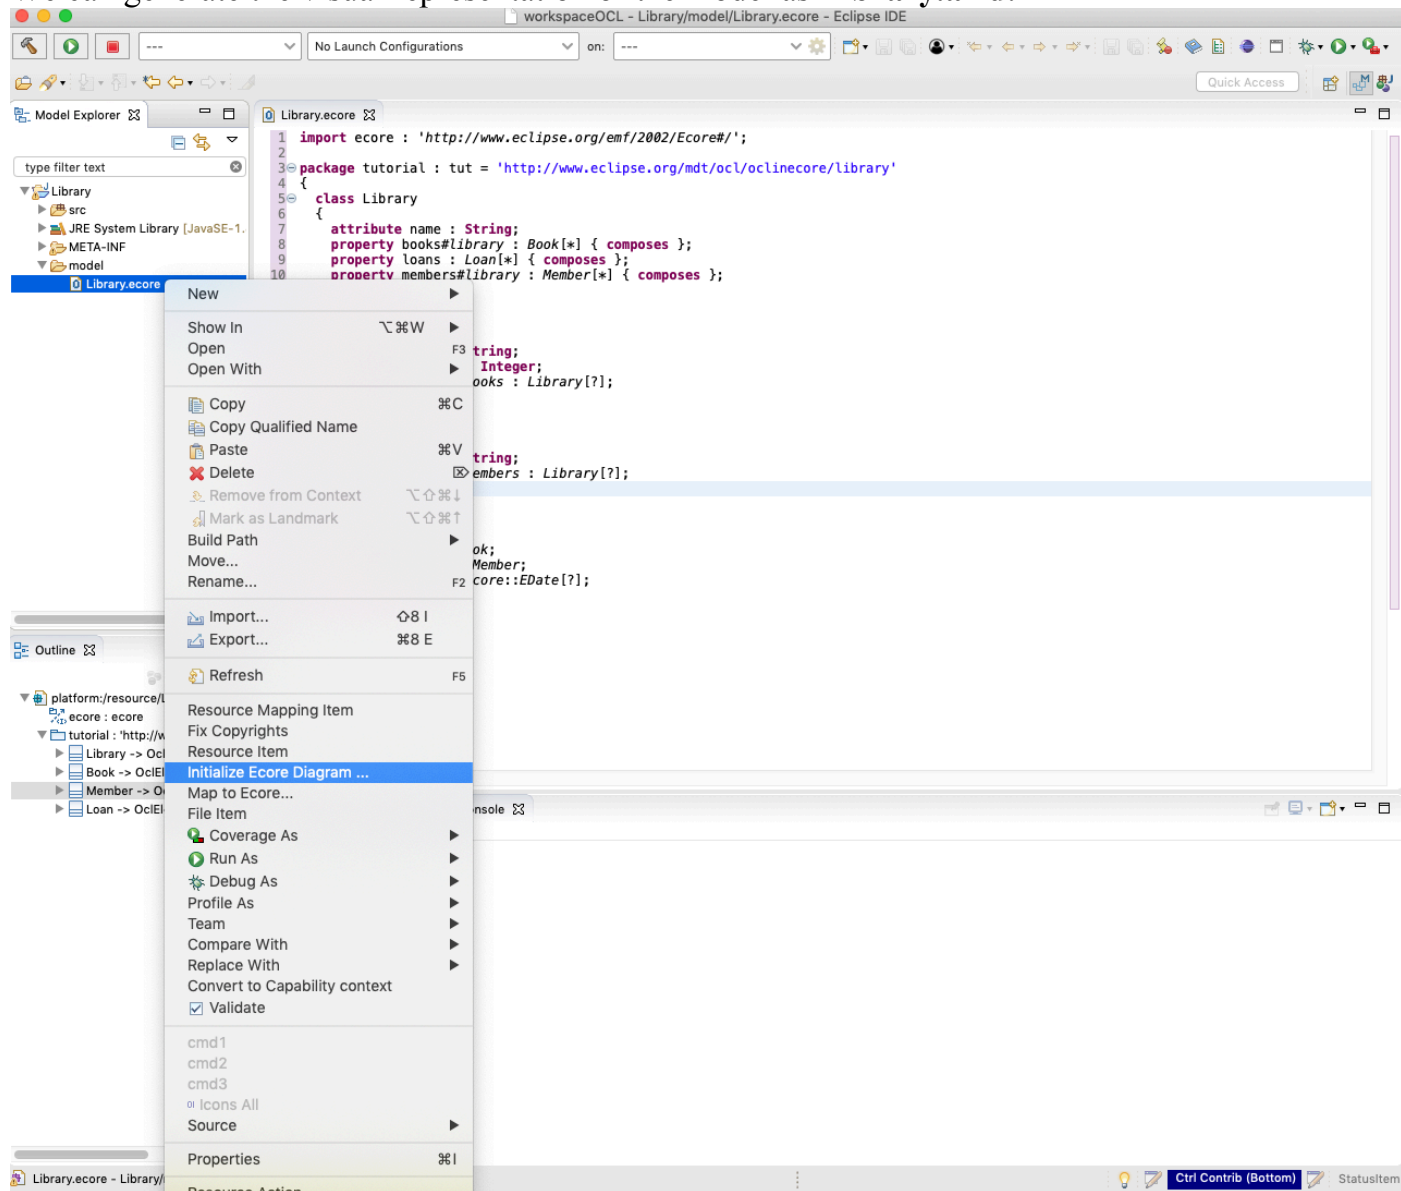 workspaceOCL - Library/model/Library.ecore - Eclipse IDE
---
No Launch Configurations
on:
---
Quick Access
Model Explorer
type filter text
Library
src
JRE System Library [JavaSE-1.
META-INF
model
Library.ecore
Library.ecore
1 import ecore : 'http://www.eclipse.org/emf/2002/Ecore#/';
2
3 package tutorial : tut = 'http://www.eclipse.org/mdt/ocl/oclinecore/library'
4 {
5 class Library
6 {
7 attribute name : String;
8 property books#library : Book[*] { composes };
9 property loans : Loan[*] { composes };
10 property members#library : Member[*] { composes };
tring;
Integer;
ooks : Library[?];
tring;
embers : Library[?];
ok;
Member;
core::EDate[?];
New
Show In ⌥⌘W
Open F3
Open With
Copy ⌘C
Copy Qualified Name
Paste ⌘V
Delete ⌦
Remove from Context ⌥⇧⌘↓
Mark as Landmark ⌥⇧⌘↑
Build Path
Move...
Rename... F2
Import... ⇧8 I
Export... ⌘8 E
Refresh F5
Resource Mapping Item
Fix Copyrights
Resource Item
Initialize Ecore Diagram ...
Map to Ecore...
File Item
Coverage As
Run As
Debug As
Profile As
Team
Compare With
Replace With
Convert to Capability context
Validate
cmd1
cmd2
cmd3
Icons All
Source
Properties ⌘I
Outline
platform:/resource/L
ecore : ecore
tutorial : 'http://w
Library -> Ocl
Book -> OclEl
Member -> O
Loan -> OclEl
nsole
Library.ecore - Library/
Ctrl Contrib (Bottom)
StatusItem